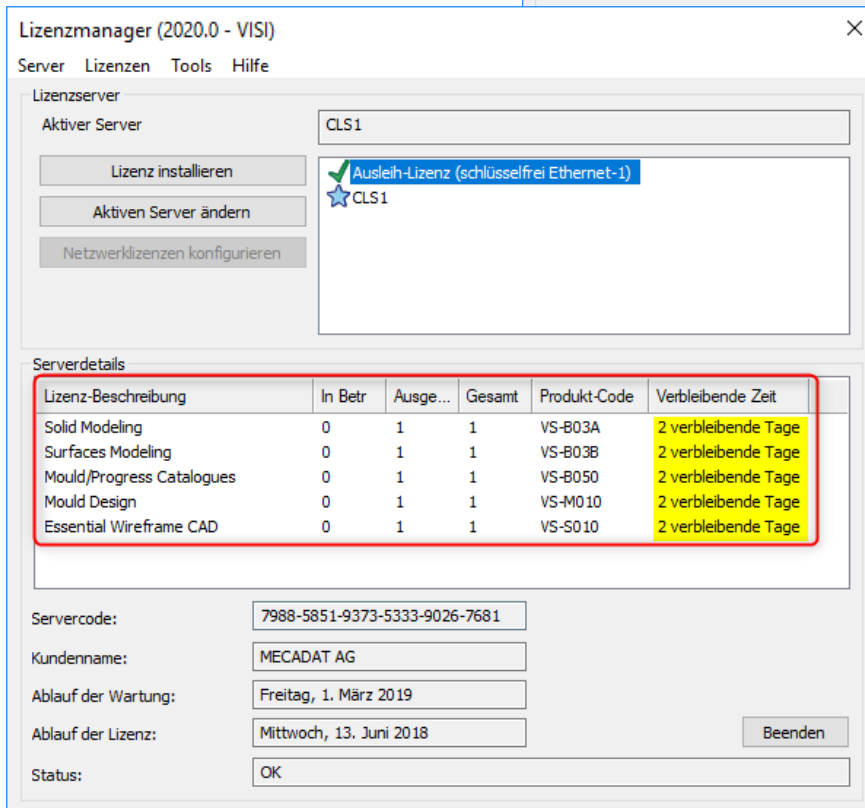 Lizenzmanager (2020.0 - VISI)
Server Lizenzen Tools Hilfe
Lizenzserver
Aktiver Server CLS1
Lizenz installieren
Aktiven Server ändern
Netzwerklizenzen konfigurieren
Ausleih-Lizenz (schlüsselfrei Ethernet-1)
CLS1
Serverdetails
Lizenz-Beschreibung In Betr Ausge... Gesamt Produkt-Code Verbleibende Zeit
Solid Modeling 0 1 1 VS-B03A 2 verbleibende Tage
Surfaces Modeling 0 1 1 VS-B03B 2 verbleibende Tage
Mould/Progress Catalogues 0 1 1 VS-B050 2 verbleibende Tage
Mould Design 0 1 1 VS-M010 2 verbleibende Tage
Essential Wireframe CAD 0 1 1 VS-S010 2 verbleibende Tage
Servercode: 7988-5851-9373-5333-9026-7681
Kundenname: MECADAT AG
Ablauf der Wartung: Freitag, 1. März 2019
Ablauf der Lizenz: Mittwoch, 13. Juni 2018 Beenden
Status: OK